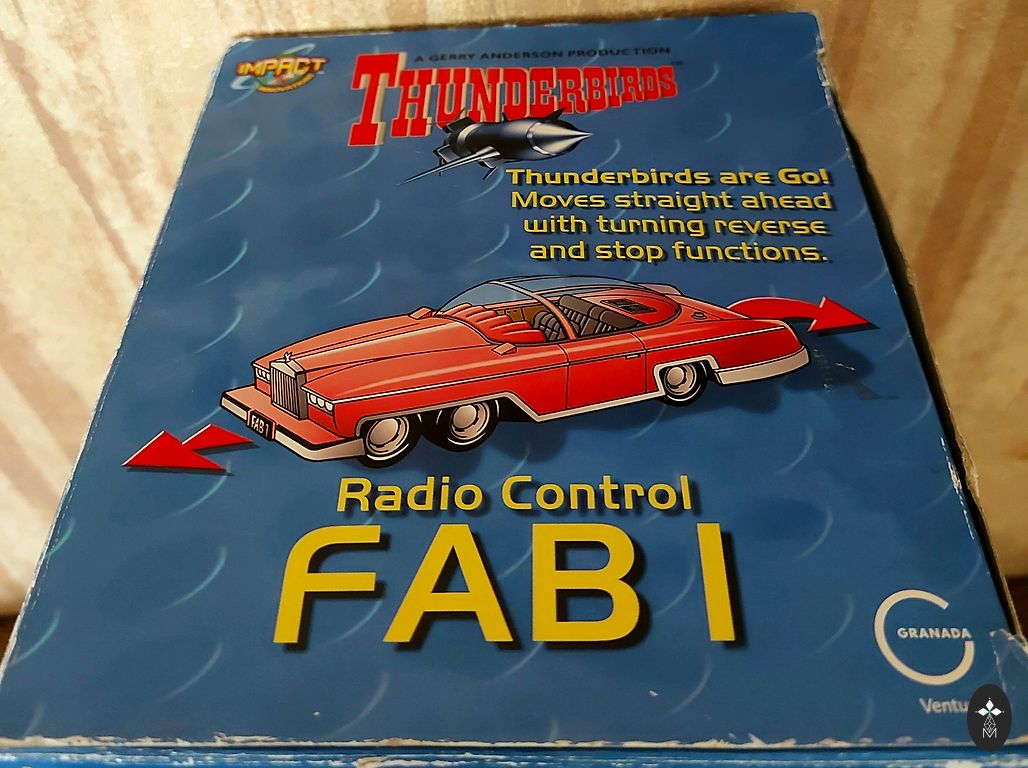 IMPACT
A GERRY ANDERSON PRODUCTION
THUNDERBIRDS
Thunderbirds are Go!
Moves straight ahead
with turning reverse
and stop functions.
FAB 1
Radio Control
FAB 1
GRANADA
Ventu
M